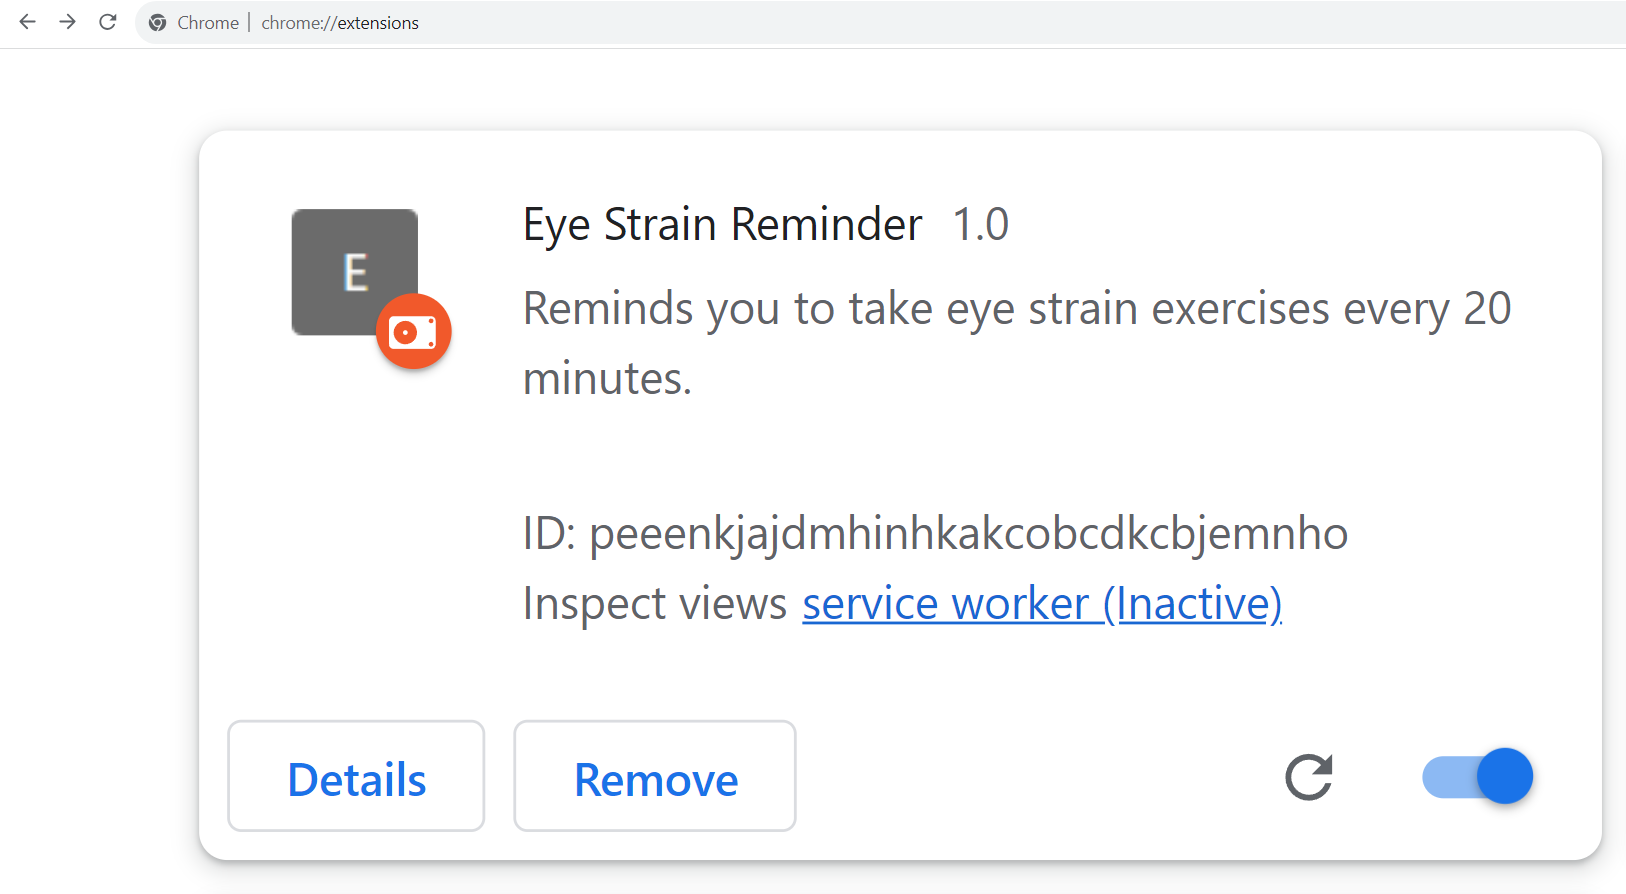 Chrome | chrome://extensions
E
Eye Strain Reminder 1.0
Reminds you to take eye strain exercises every 20
minutes.
ID: peeenkjajdmhinhkakcobcdkcbjemnho
Inspect views service worker (Inactive)
Details Remove